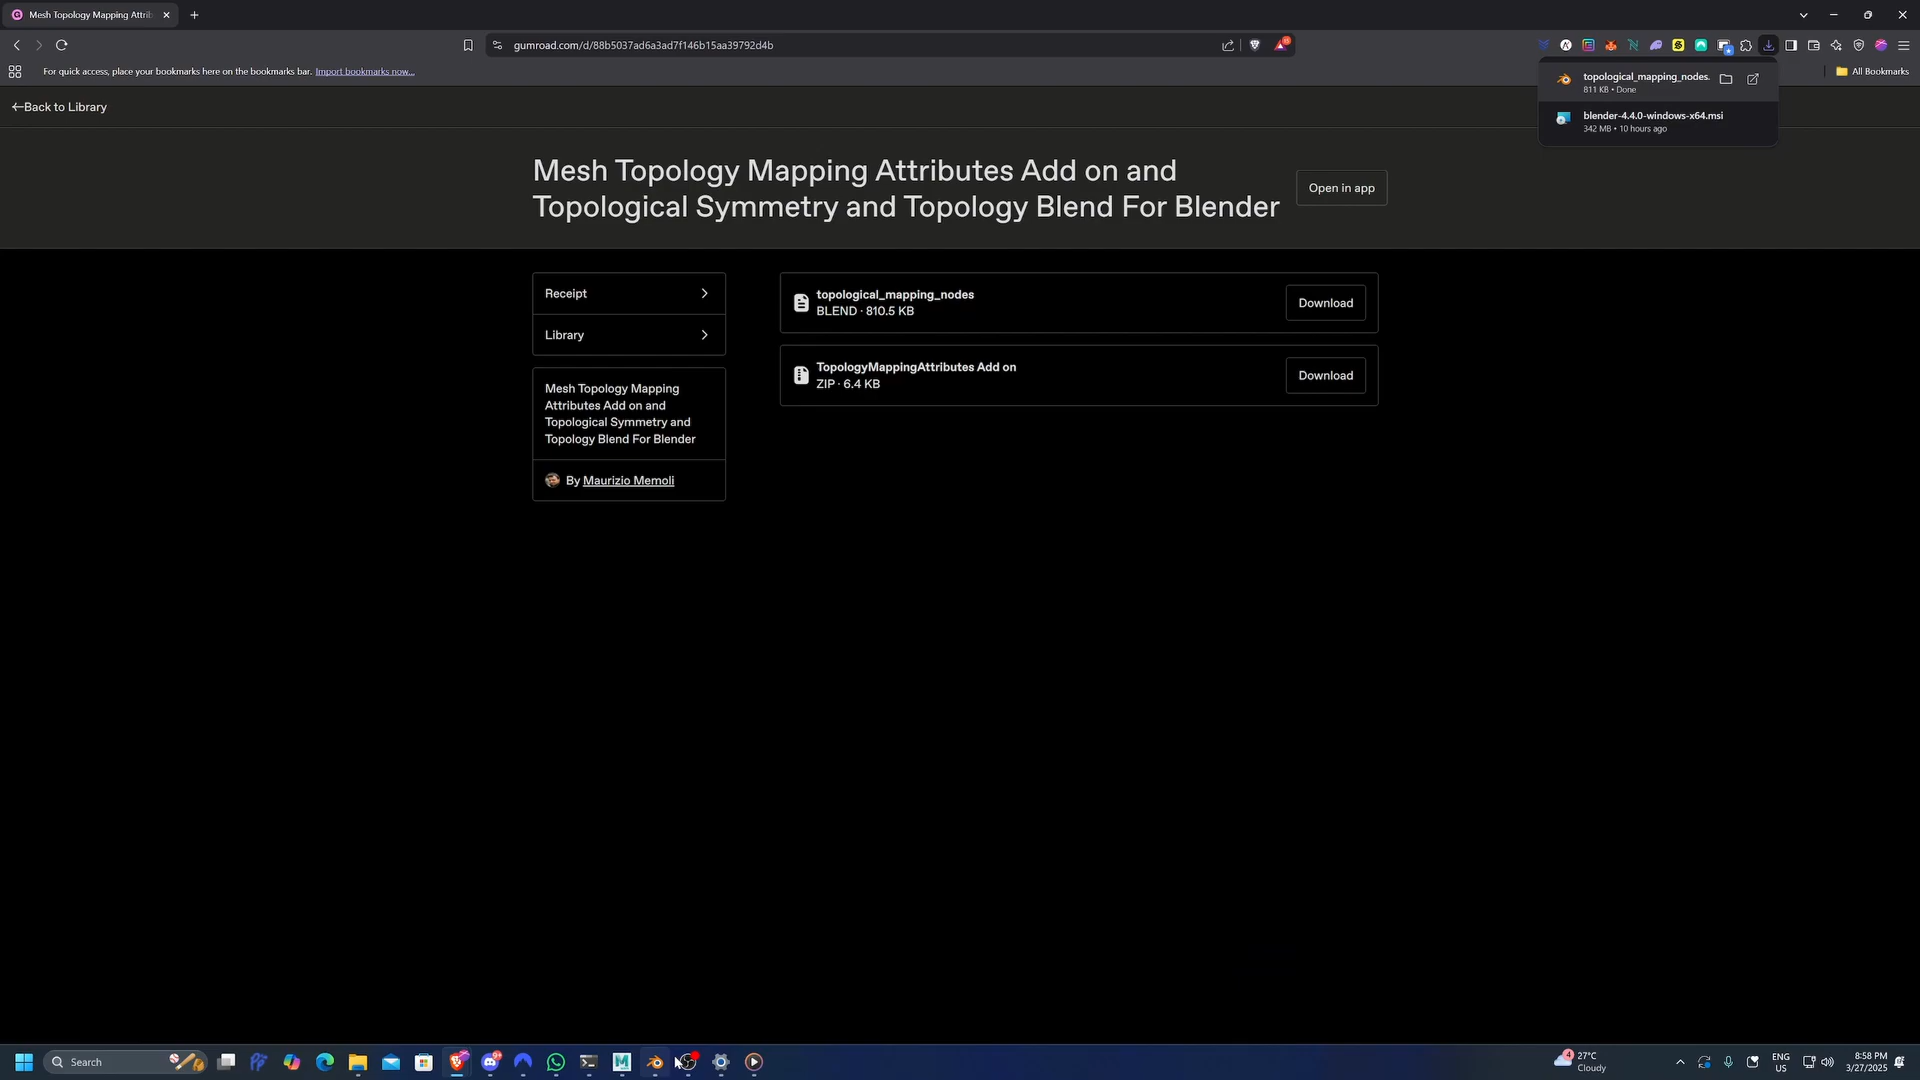 Mesh Topology Mapping Attrib
gumroad.com/d/88b5037ad6a3ad7f146b15aa39792d4b
For quick access, place your bookmarks here on the bookmarks bar. Import bookmarks now...
All Bookmarks
topological_mapping_nodes.
811 KB • Done
blender-4.4.0-windows-x64.msi
342 MB • 10 hours ago
Back to Library
Mesh Topology Mapping Attributes Add on and
Topological Symmetry and Topology Blend For Blender
Open in app
Receipt
Library
Mesh Topology Mapping
Attributes Add on and
Topological Symmetry and
Topology Blend For Blender
By Maurizio Memoli
topological_mapping_nodes
BLEND · 810.5 KB
Download
TopologyMappingAttributes Add on
ZIP · 6.4 KB
Download
Search
4
27°C
Cloudy
ENG
US
8:58 PM
3/27/2025